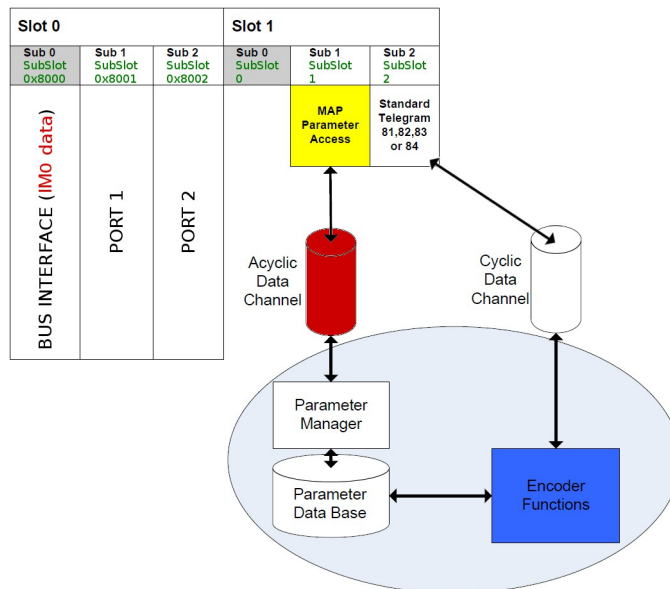 Slot 0
Slot 1
Sub 0
SubSlot
0x8000
Sub 1
SubSlot
0x8001
Sub 2
SubSlot
0x8002
Sub 0
SubSlot
0
Sub 1
SubSlot
1
Sub 2
SubSlot
2
BUS INTERFACE (IM0 data)
PORT 1
PORT 2
MAP
Parameter
Access
Standard
Telegram
81,82,83
or 84
Acyclic
Data
Channel
Cyclic
Data
Channel
Parameter
Manager
Parameter
Data Base
Encoder
Functions